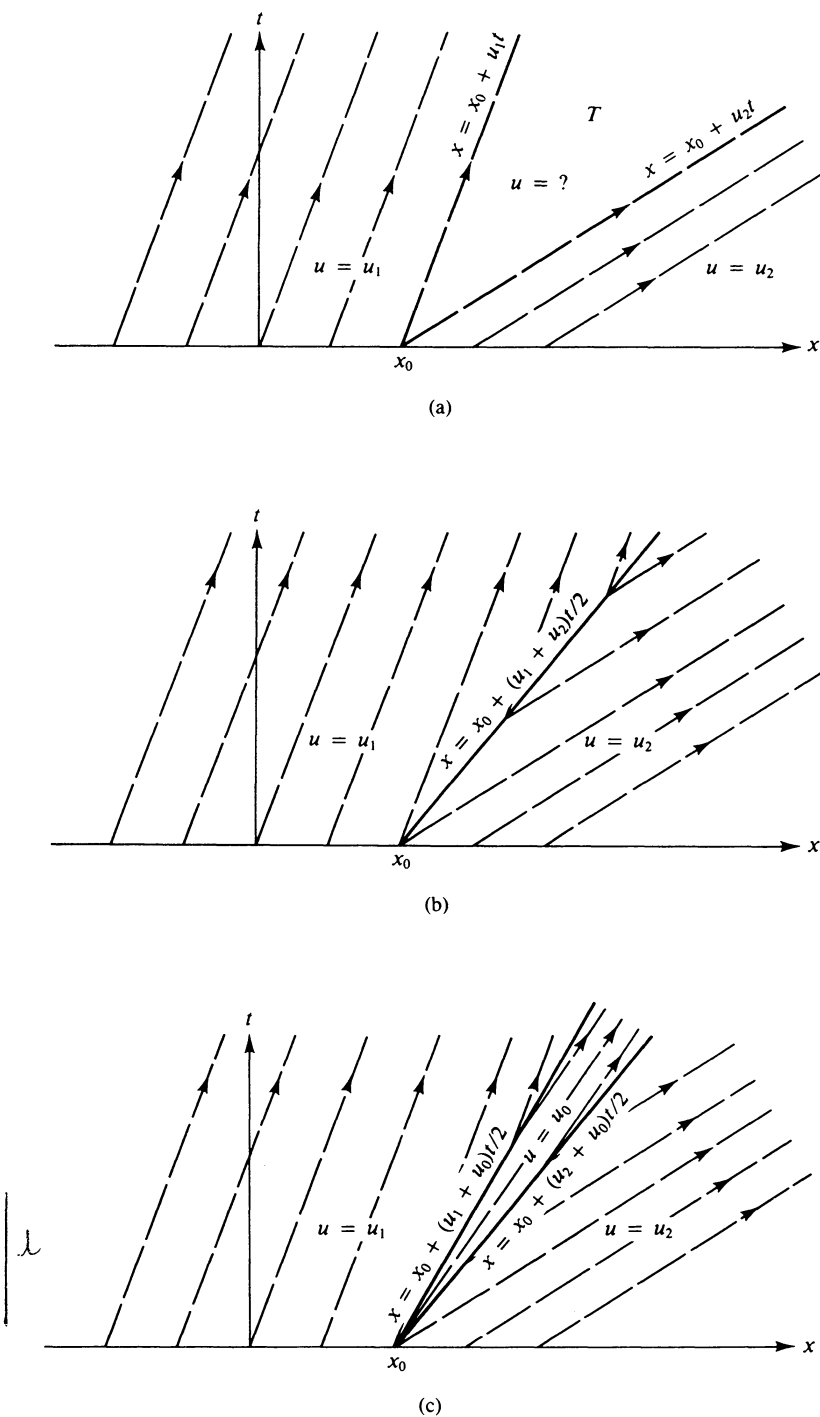 t
x = x₀ + u₁t
T
x = x₀ + u₂t
u = ?
u = u₁
u = u₂
x₀
x
(a)
t
x = x₀ + (u₁ + u₂)t/2
u = u₁
u = u₂
x₀
x
(b)
t
x = x₀ + (u₁ + u₀)t/2
u = u₀
x = x₀ + (u₂ + u₀)t/2
u = u₁
u = u₂
x₀
x
(c)